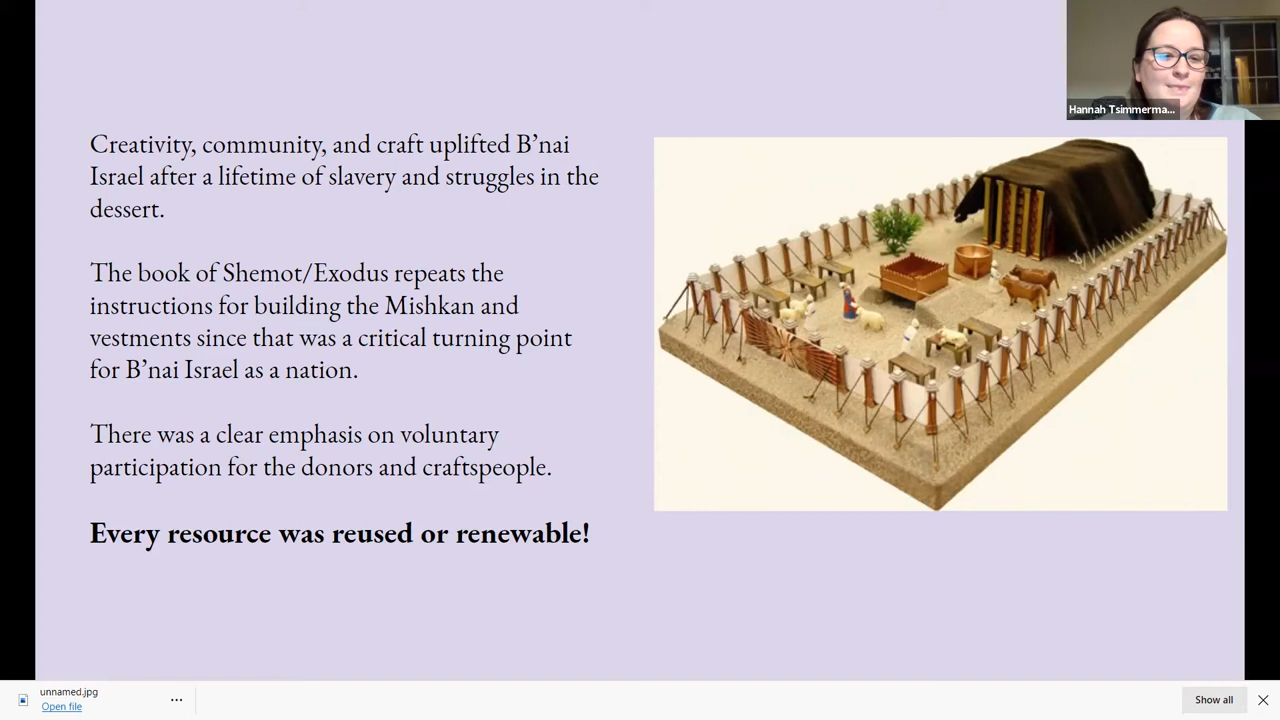 Hannah Tsimmerma...
Creativity, community, and craft uplifted B’nai
Israel after a lifetime of slavery and struggles in the
dessert.
The book of Shemot/Exodus repeats the
instructions for building the Mishkan and
vestments since that was a critical turning point
for B’nai Israel as a nation.
There was a clear emphasis on voluntary
participation for the donors and craftspeople.
Every resource was reused or renewable!
unnamed.jpg
Open file
Show all